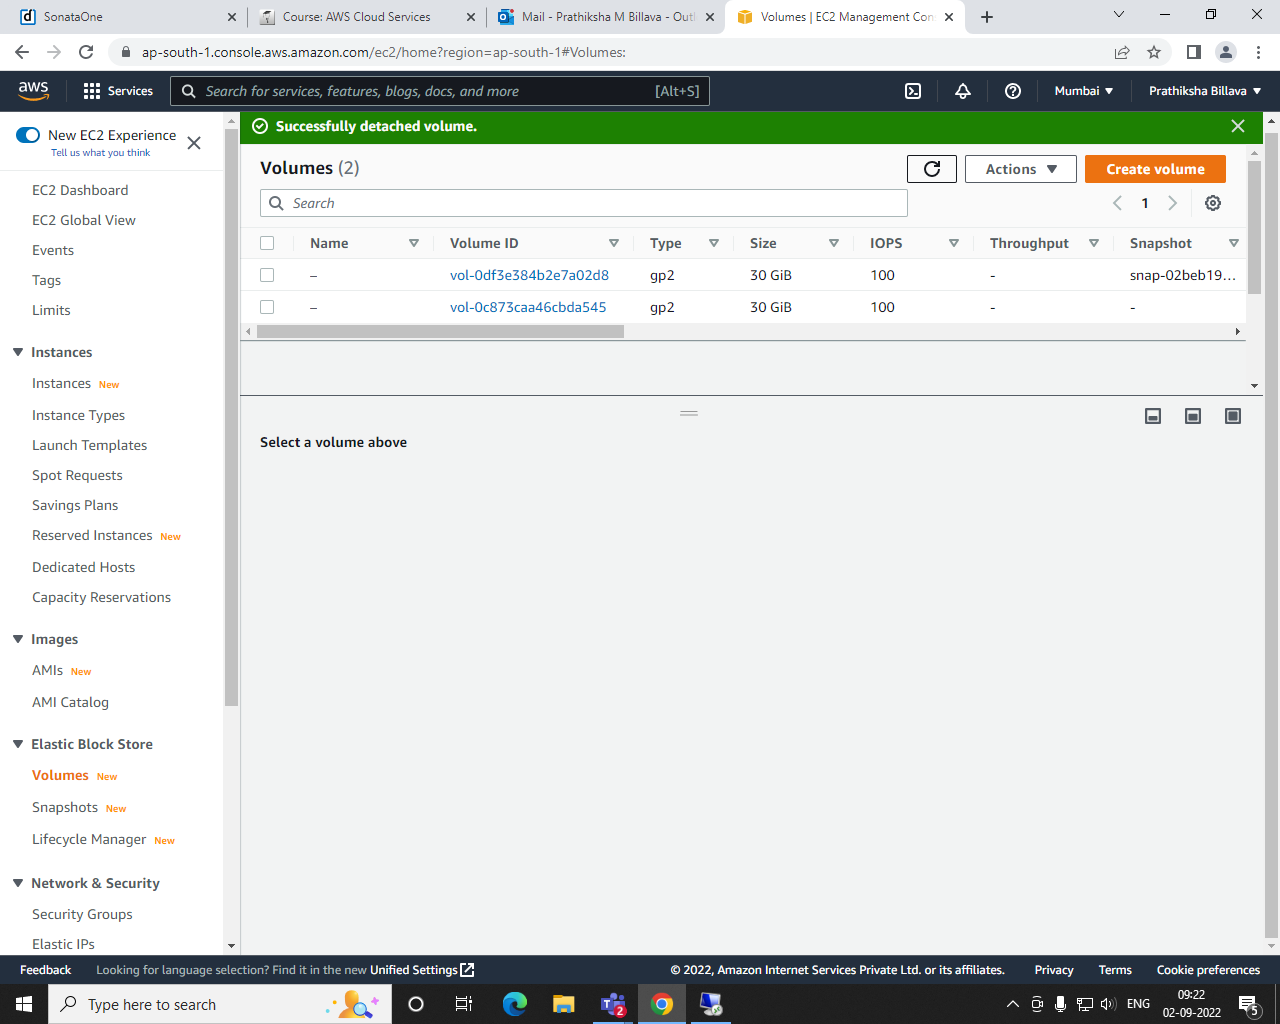 SonataOne
Course: AWS Cloud Services
Mail - Prathiksha M Billava - Outl
Volumes | EC2 Management Con
ap-south-1.console.aws.amazon.com/ec2/home?region=ap-south-1#Volumes:
aws
Services
Search for services, features, blogs, docs, and more
[Alt+S]
Mumbai
Prathiksha Billava
New EC2 Experience
Tell us what you think
EC2 Dashboard
EC2 Global View
Events
Tags
Limits
Instances
Instances New
Instance Types
Launch Templates
Spot Requests
Savings Plans
Reserved Instances New
Dedicated Hosts
Capacity Reservations
Images
AMIs New
AMI Catalog
Elastic Block Store
Volumes New
Snapshots New
Lifecycle Manager New
Network & Security
Security Groups
Elastic IPs
Successfully detached volume.
Volumes (2)
Actions
Create volume
Search
1
Name Volume ID Type Size IOPS Throughput Snapshot
– vol-0df3e384b2e7a02d8 gp2 30 GiB 100 - snap-02beb19...
– vol-0c873caa46cbda545 gp2 30 GiB 100 - -
Select a volume above
Feedback
Looking for language selection? Find it in the new Unified Settings
© 2022, Amazon Internet Services Private Ltd. or its affiliates.
Privacy
Terms
Cookie preferences
Type here to search
2
ENG
09:22
02-09-2022
5